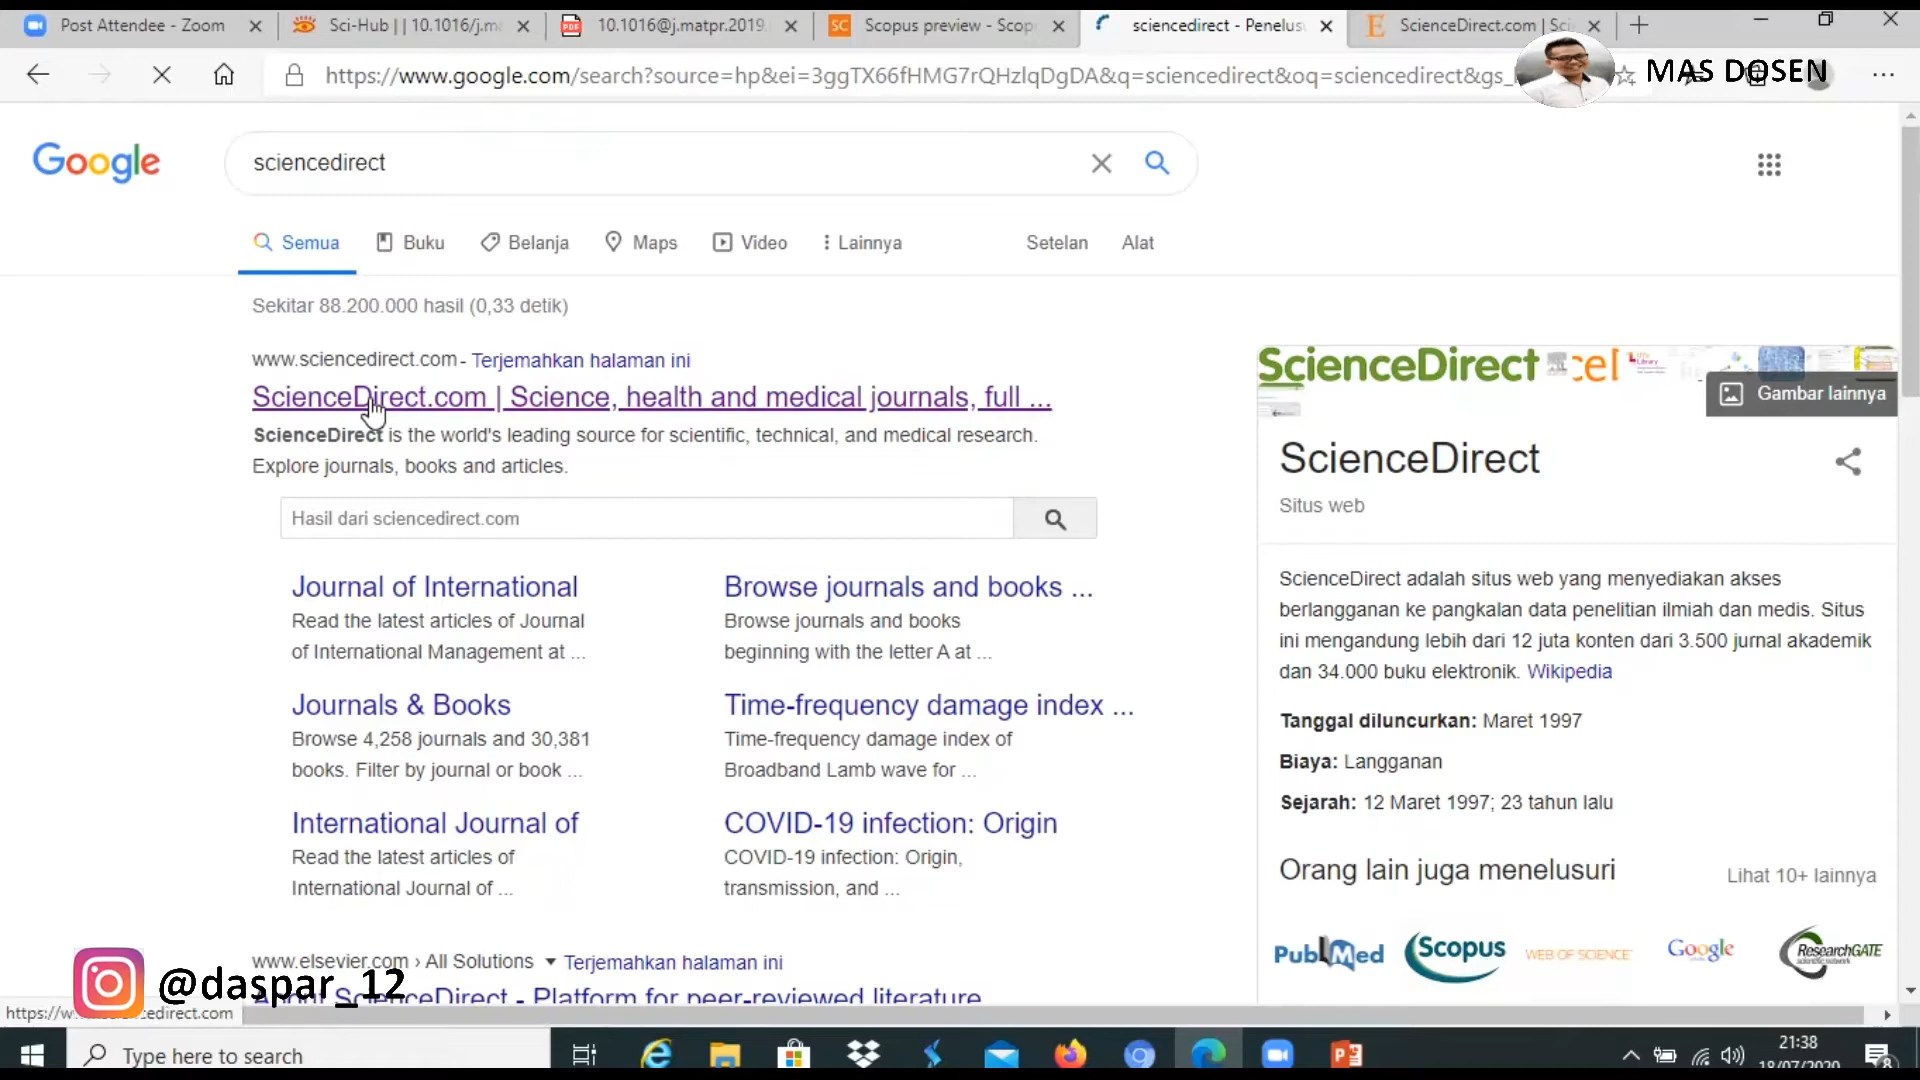 Post Attendee - Zoom
Sci-Hub | | 10.1016/j.m
10.1016@j.matpr.2019.
Scopus preview - Scop
sciencedirect - Penelus
ScienceDirect.com | Sci
https://www.google.com/search?source=hp&ei=3ggTX66fHMG7rQHzlqDgDA&q=sciencedirect&oq=sciencedirect&gs_
MAS DOSEN
Google
sciencedirect
Semua
Buku
Belanja
Maps
Video
Lainnya
Setelan
Alat
Sekitar 88.200.000 hasil (0,33 detik)
www.sciencedirect.com - Terjemahkan halaman ini
ScienceDirect.com | Science, health and medical journals, full ...
ScienceDirect is the world's leading source for scientific, technical, and medical research.
Explore journals, books and articles.
Hasil dari sciencedirect.com
Journal of International
Read the latest articles of Journal
of International Management at ...
Browse journals and books ...
Browse journals and books
beginning with the letter A at ...
Journals & Books
Browse 4,258 journals and 30,381
books. Filter by journal or book ...
Time-frequency damage index ...
Time-frequency damage index of
Broadband Lamb wave for ...
International Journal of
Read the latest articles of
International Journal of ...
COVID-19 infection: Origin
COVID-19 infection: Origin,
transmission, and ...
www.elsevier.com › All Solutions
Terjemahkan halaman ini
About ScienceDirect - Platform for peer-reviewed literature
@daspar_12
ScienceDirect
Gambar lainnya
ScienceDirect
Situs web
ScienceDirect adalah situs web yang menyediakan akses
berlangganan ke pangkalan data penelitian ilmiah dan medis. Situs
ini mengandung lebih dari 12 juta konten dari 3.500 jurnal akademik
dan 34.000 buku elektronik. Wikipedia
Tanggal diluncurkan: Maret 1997
Biaya: Langganan
Sejarah: 12 Maret 1997; 23 tahun lalu
Orang lain juga menelusuri
Lihat 10+ lainnya
PubMed
Scopus
WEB OF SCIENCE
Google
ResearchGATE
Type here to search
21:38
18/07/2020